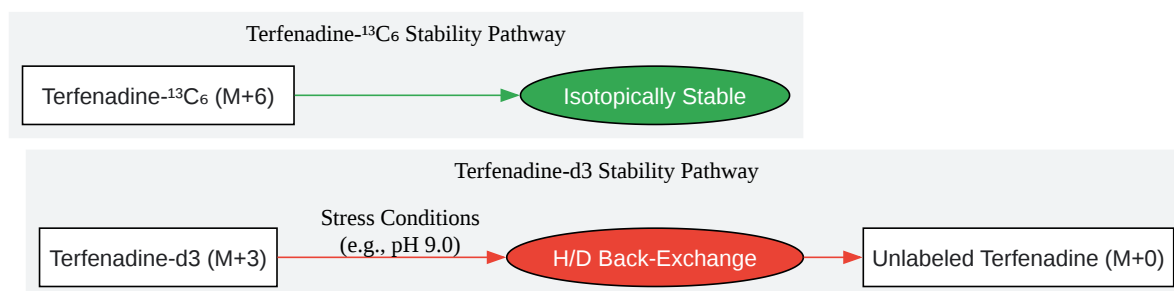 Terfenadine-¹³C₆ Stability Pathway
Terfenadine-¹³C₆ (M+6)
Isotopically Stable
Terfenadine-d3 Stability Pathway
Stress Conditions
(e.g., pH 9.0)
Terfenadine-d3 (M+3)
H/D Back-Exchange
Unlabeled Terfenadine (M+0)